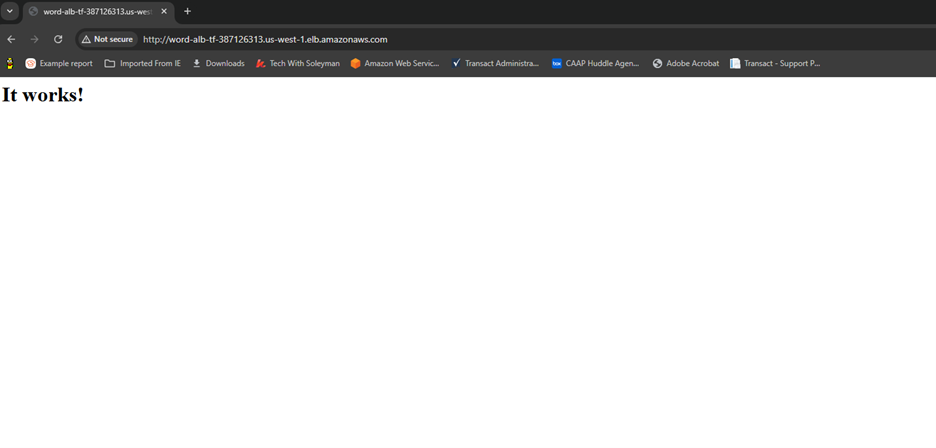 word-alb-tf-387126313.us-west
Not secure http://word-alb-tf-387126313.us-west-1.elb.amazonaws.com
Example report Imported From IE Downloads Tech With Soleyman Amazon Web Servic... Transact Administra... CAAP Huddle Agen... Adobe Acrobat Transact - Support P...
It works!